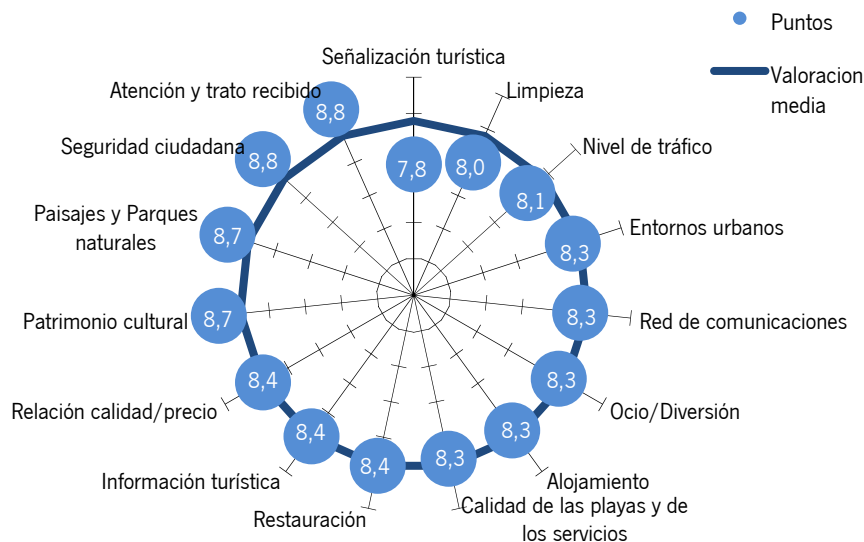 Puntos
Valoracion
media
Señalización turística
7,8
Limpieza
8,0
Nivel de tráfico
8,1
Entornos urbanos
8,3
Red de comunicaciones
8,3
Ocio/Diversión
8,3
Alojamiento
8,3
Calidad de las playas y de
los servicios
8,3
Restauración
8,4
Información turística
8,4
Relación calidad/precio
8,4
Patrimonio cultural
8,7
Paisajes y Parques
naturales
8,7
Seguridad ciudadana
8,8
Atención y trato recibido
8,8